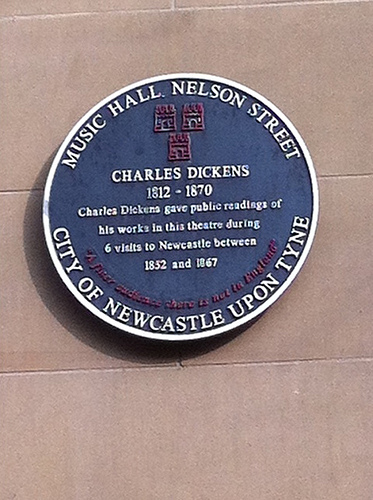 MUSIC HALL. NELSON STREET
CHARLES DICKENS
1812 - 1870
Charles Dickens gave public readings of
his works in this theatre during
6 visits to Newcastle between
1852 and 1867
"A finer audience there is not in England"
CITY OF NEWCASTLE UPON TYNE